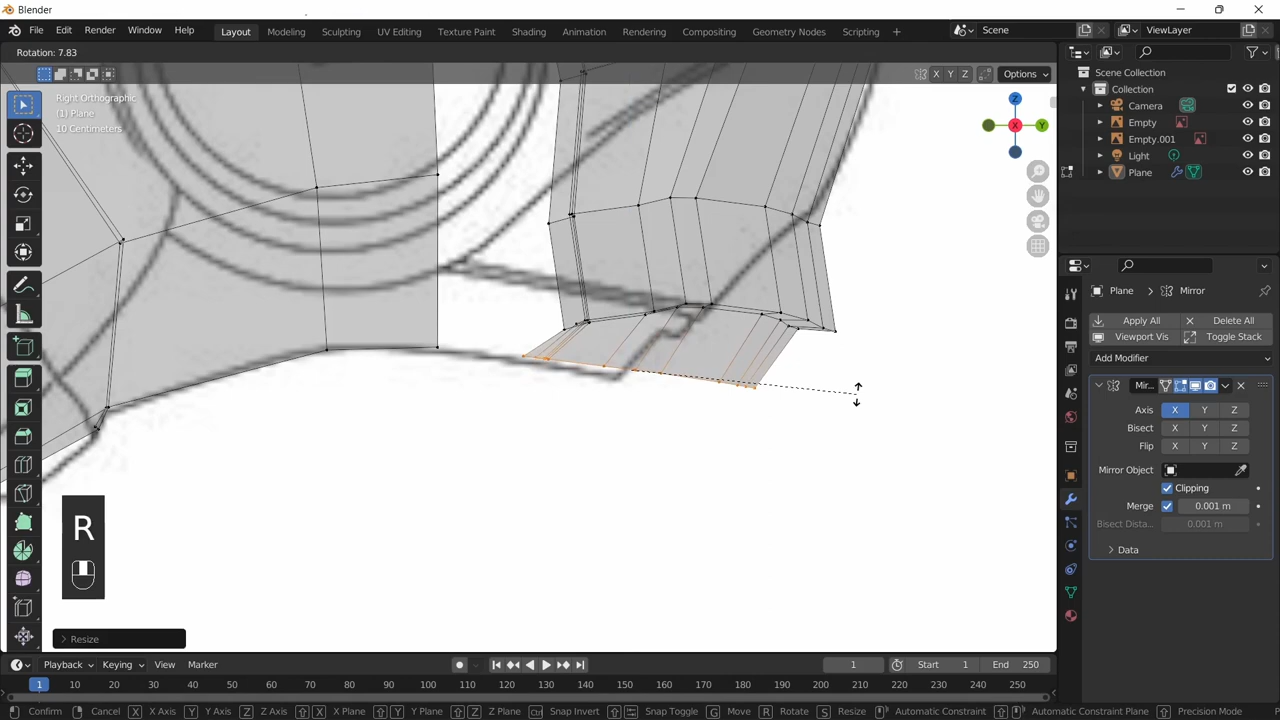 Blender
File Edit Render Window Help
Layout Modeling Sculpting UV Editing Texture Paint Shading Animation Rendering Compositing Geometry Nodes Scripting
Scene
ViewLayer
Rotation: 7.83
X Y Z Options
Right Orthographic
(1) Plane
10 Centimeters
Z
X
Y
R
Resize
Scene Collection
Collection
Camera
Empty
Empty.001
Light
Plane
Plane Mirror
Apply All Delete All
Viewport Vis Toggle Stack
Add Modifier
Mir...
Axis X Y Z
Bisect X Y Z
Flip X Y Z
Mirror Object
Clipping
Merge 0.001 m
Bisect Dista... 0.001 m
Data
Playback Keying View Marker 1 Start 1 End 250
1 10 20 30 40 50 60 70 80 90 100 110 120 130 140 150 160 170 180 190 200 210 220 230 240 250
Confirm Cancel X X Axis Y Y Axis Z Z Axis X X Plane Y Y Plane Z Z Plane Ctrl Snap Invert Snap Toggle G Move R Rotate S Resize Automatic Constraint Automatic Constraint Plane Precision Mode